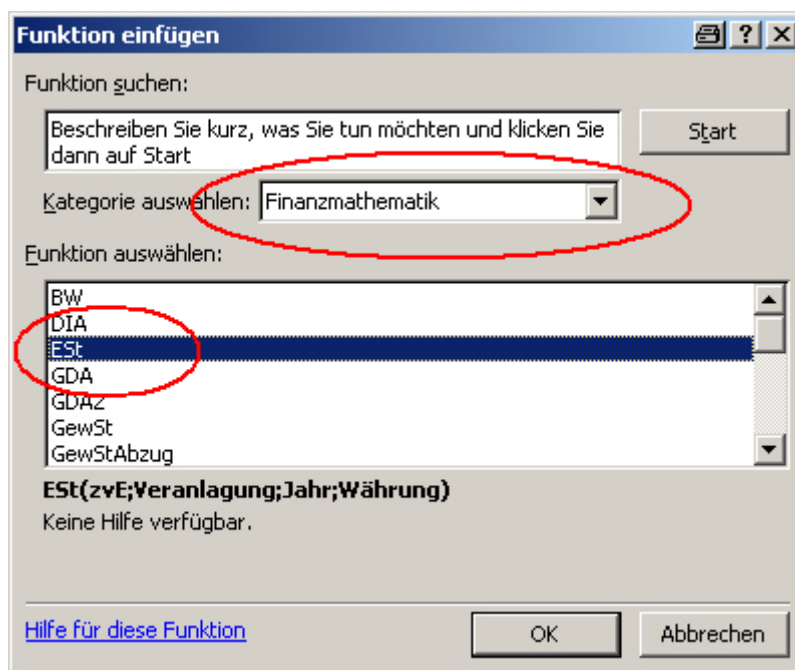 Funktion einfügen
Funktion suchen:
Beschreiben Sie kurz, was Sie tun möchten und klicken Sie
dann auf Start
Start
Kategorie auswählen: Finanzmathematik
Funktion auswählen:
BW
DIA
ESt
GDA
GDA2
GewSt
GewStAbzug
ESt(zvE;Veranlagung;Jahr;Währung)
Keine Hilfe verfügbar.
Hilfe für diese Funktion
OK
Abbrechen